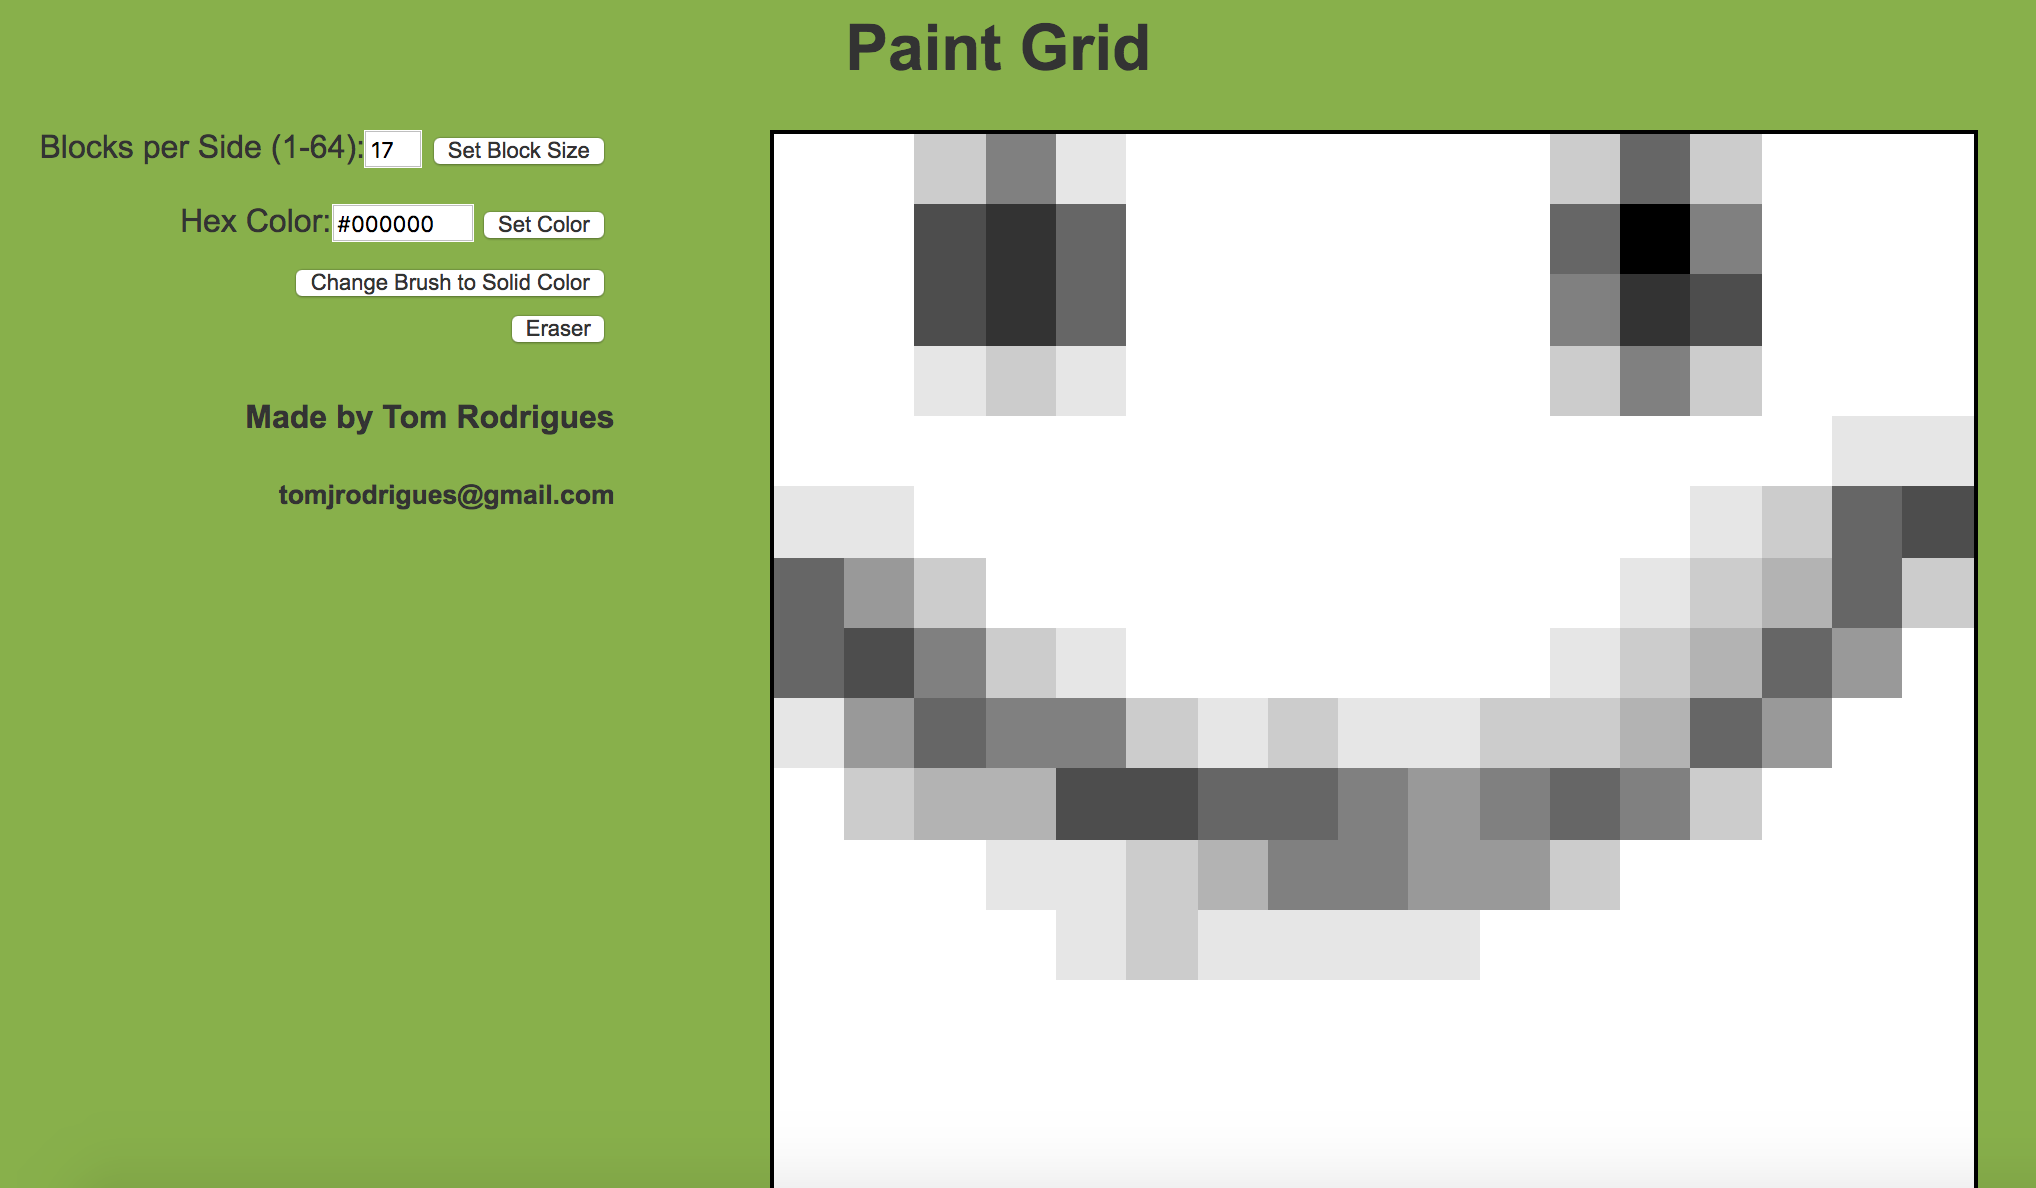 Paint Grid
Blocks per Side (1-64): 17 Set Block Size
Hex Color: #000000 Set Color
Change Brush to Solid Color
Eraser
Made by Tom Rodrigues
tomjrodrigues@gmail.com